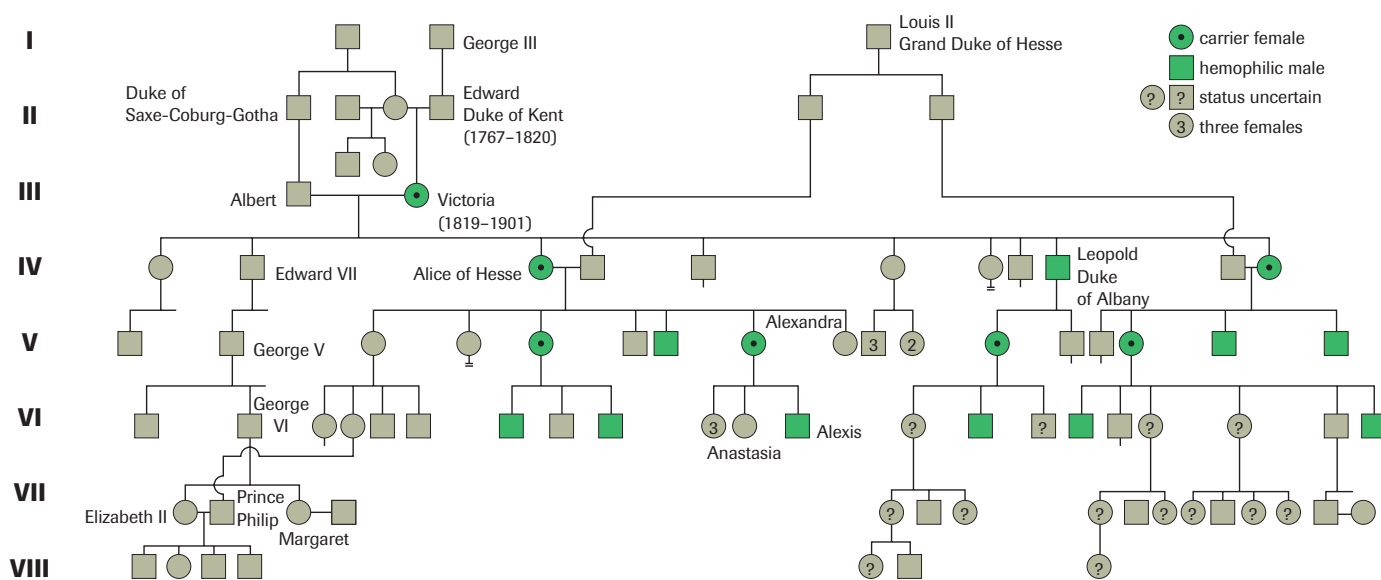 I
George III
Louis II
Grand Duke of Hesse
carrier female
hemophilic male
? ? status uncertain
3 three females
II
Duke of
Saxe-Coburg-Gotha
Edward
Duke of Kent
(1767–1820)
III
Albert
Victoria
(1819–1901)
IV
Edward VII
Alice of Hesse
Leopold
Duke
of Albany
V
George V
Alexandra
3
2
VI
George
VI
3
Anastasia
Alexis
?
?
?
?
VII
Elizabeth II
Prince
Philip
Margaret
?
?
?
?
?
?
?
VIII
?
?